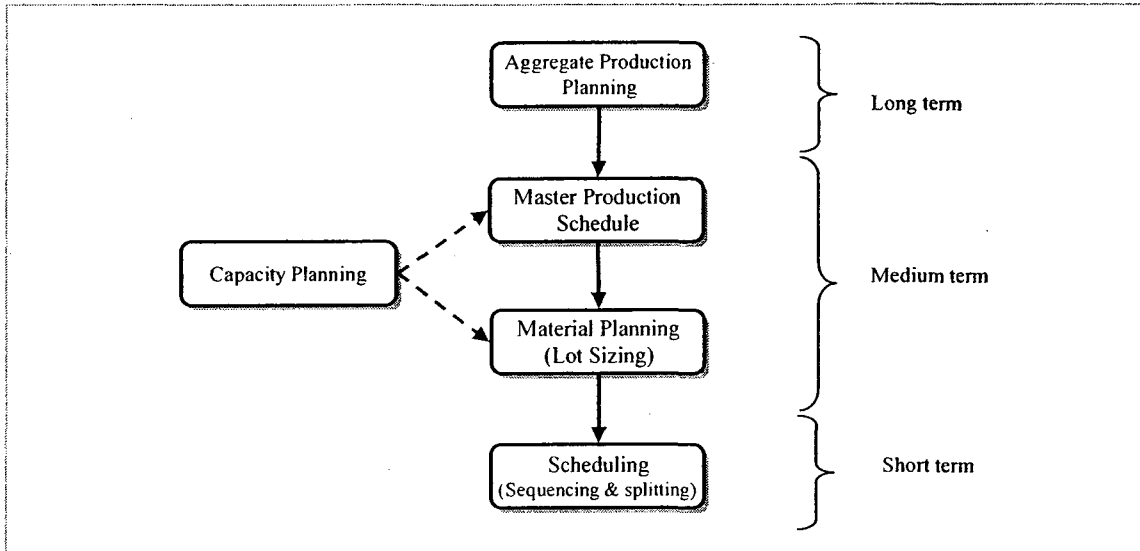 Aggregate Production
Planning
Long term
Master Production
Schedule
Capacity Planning
Medium term
Material Planning
(Lot Sizing)
Scheduling
(Sequencing & splitting)
Short term